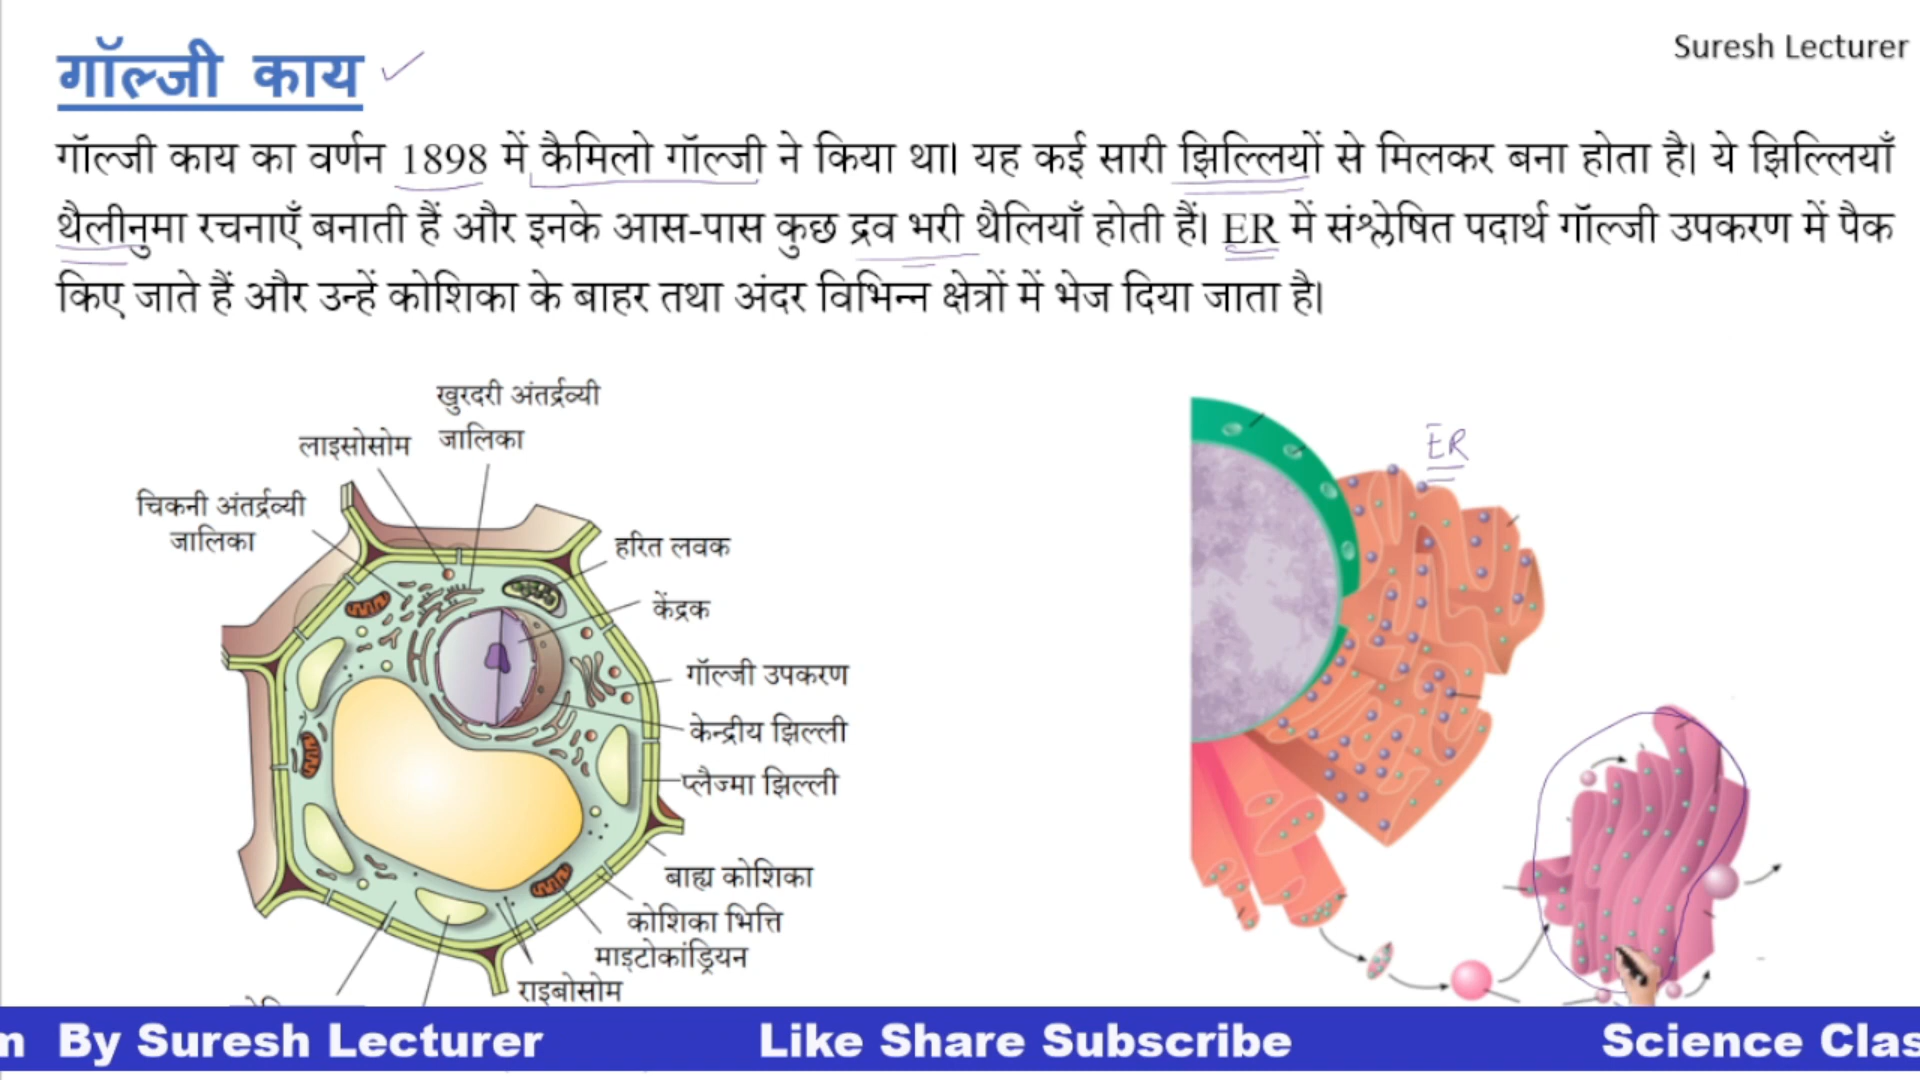 Suresh Lecturer
गॉल्जी काय
गॉल्जी काय का वर्णन 1898 में कैमिलो गॉल्जी ने किया था। यह कई सारी झिल्लियों से मिलकर बना होता है। ये झिल्लियाँ
थैलीनुमा रचनाएँ बनाती हैं और इनके आस-पास कुछ द्रव भरी थैलियाँ होती हैं। ER में संश्लेषित पदार्थ गॉल्जी उपकरण में पैक
किए जाते हैं और उन्हें कोशिका के बाहर तथा अंदर विभिन्न क्षेत्रों में भेज दिया जाता है।
खुरदरी अंतर्द्रव्यी
जालिका
लाइसोसोम
चिकनी अंतर्द्रव्यी
जालिका
हरित लवक
केंद्रक
गॉल्जी उपकरण
केन्द्रीय झिल्ली
प्लैज्मा झिल्ली
बाह्य कोशिका
कोशिका भित्ति
माइटोकांड्रियन
राइबोसोम
ER
m By Suresh Lecturer Like Share Subscribe Science Clas